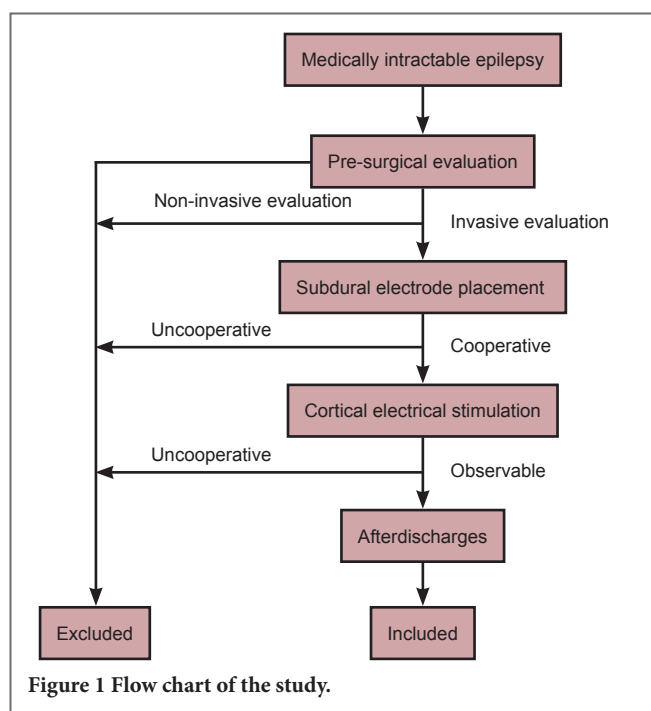 Medically intractable epilepsy
Pre-surgical evaluation
Non-invasive evaluation
Invasive evaluation
Subdural electrode placement
Uncooperative
Cooperative
Cortical electrical stimulation
Uncooperative
Observable
Afterdischarges
Excluded
Included
Figure 1 Flow chart of the study.